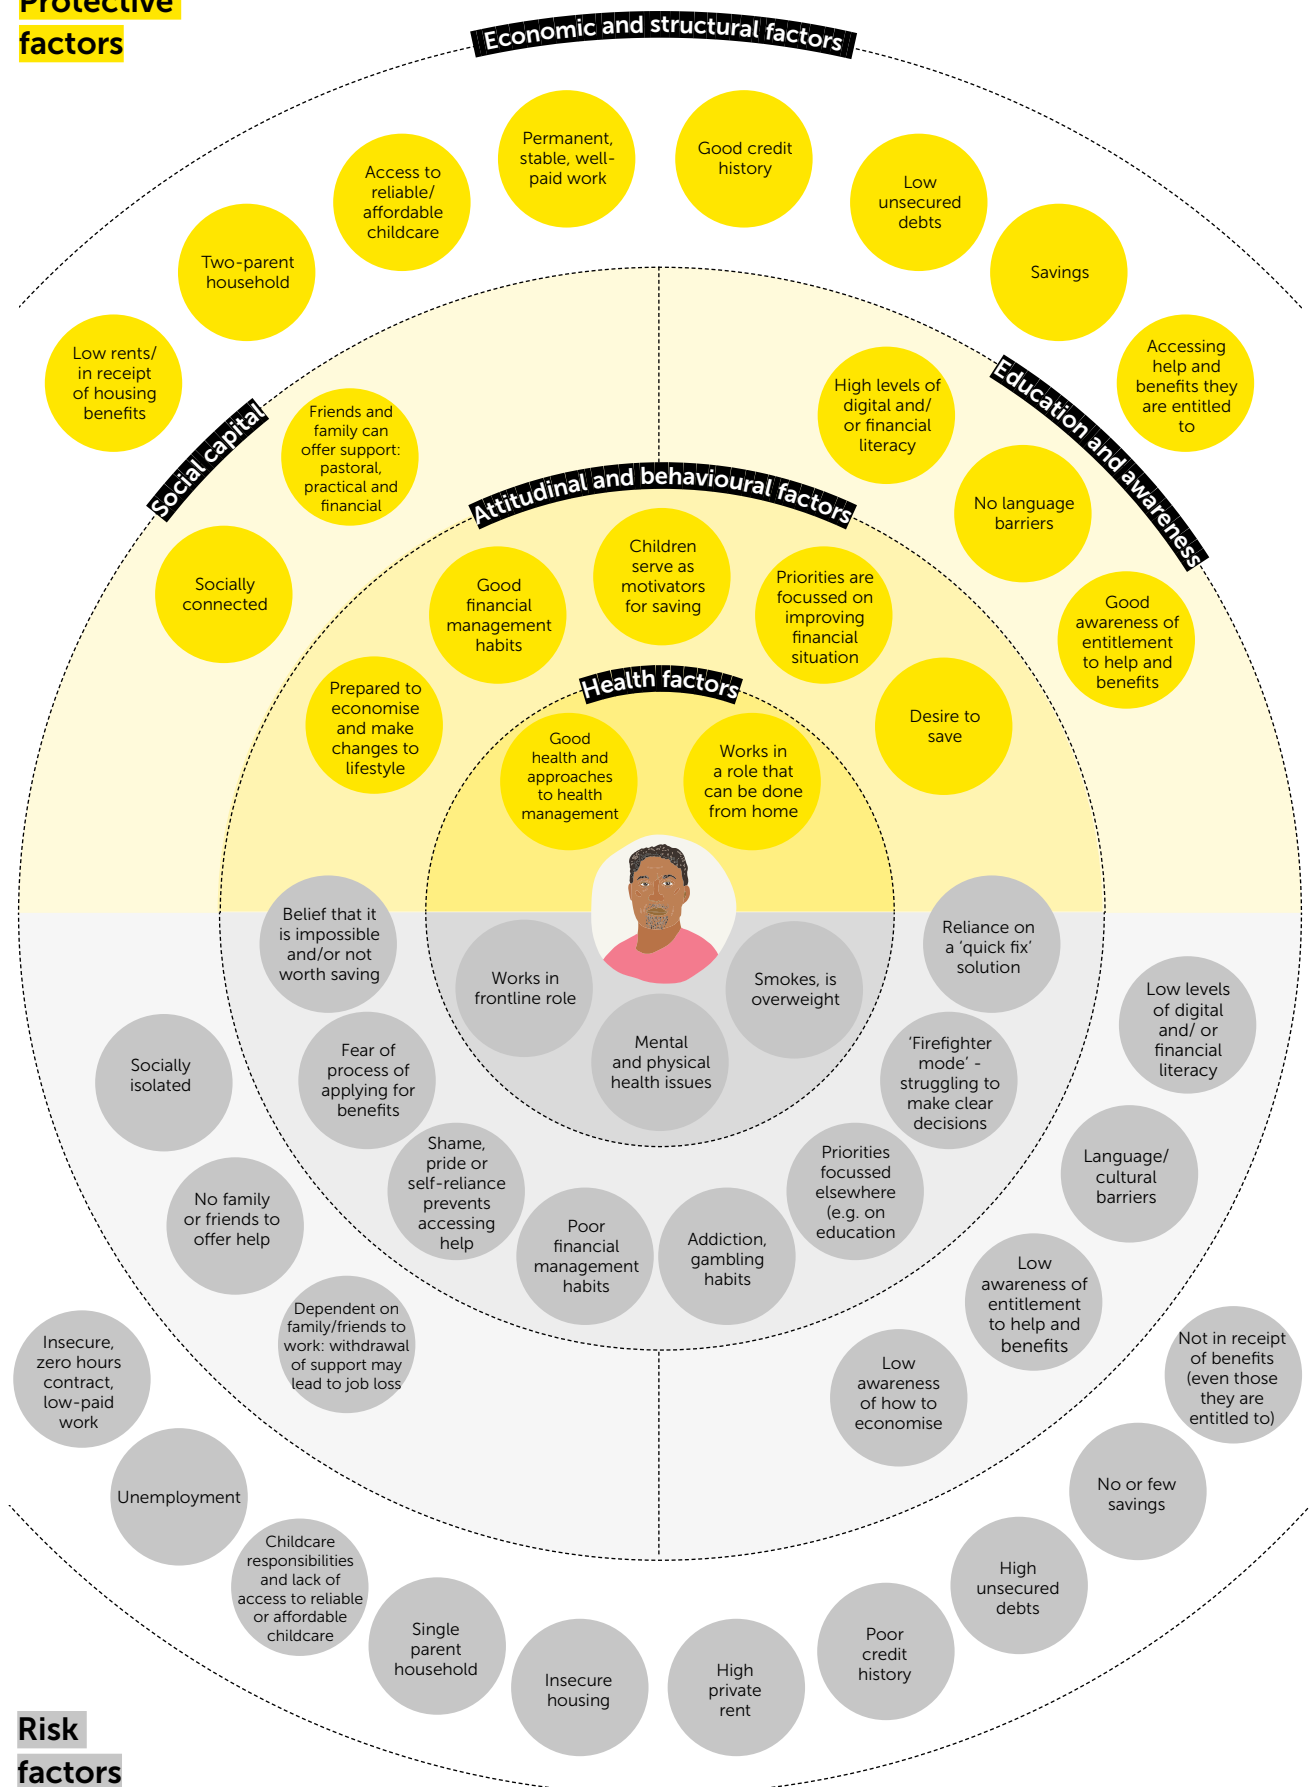 Protective
factors
Economic and structural factors
Permanent,
stable, well-
paid work
Good credit
history
Access to
reliable/
affordable
childcare
Low
unsecured
debts
Two-parent
household
Savings
Low rents/
in receipt
of housing
benefits
Accessing
help and
benefits they
are entitled
to
Social capital
Friends and
family can
offer support:
pastoral,
practical and
financial
Socially
connected
Education and awareness
High levels of
digital and/
or financial
literacy
No language
barriers
Good
awareness of
entitlement
to help and
benefits
Attitudinal and behavioural factors
Children
serve as
motivators
for saving
Good
financial
management
habits
Priorities are
focussed on
improving
financial
situation
Prepared to
economise
and make
changes to
lifestyle
Desire to
save
Health factors
Good
health and
approaches
to health
management
Works in
a role that
can be done
from home
Works in
frontline role
Mental
and physical
health issues
Smokes, is
overweight
Belief that it
is impossible
and/or not
worth saving
Reliance on
a ‘quick fix’
solution
Fear of
process of
applying for
benefits
‘Firefighter
mode’ -
struggling to
make clear
decisions
Shame,
pride or
self-reliance
prevents
accessing
help
Priorities
focussed
elsewhere
(e.g. on
education
Poor
financial
management
habits
Addiction,
gambling
habits
Socially
isolated
No family
or friends to
offer help
Dependent on
family/friends to
work: withdrawal
of support may
lead to job loss
Low levels
of digital
and/ or
financial
literacy
Language/
cultural
barriers
Low
awareness of
entitlement
to help and
benefits
Low
awareness
of how to
economise
Insecure,
zero hours
contract,
low-paid
work
Unemployment
Childcare
responsibilities
and lack of
access to reliable
or affordable
childcare
Single
parent
household
Insecure
housing
High
private
rent
Poor
credit
history
High
unsecured
debts
No or few
savings
Not in receipt
of benefits
(even those
they are
entitled to)
Risk
factors